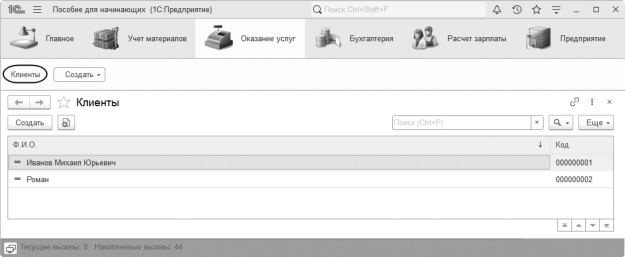 1С Пособие для начинающих (1С:Предприятие) Поиск Ctrl+Shift+F
Главное Учет материалов Оказание услуг Бухгалтерия Расчет зарплаты Предприятие
Клиенты Создать
Клиенты
Создать Поиск (Ctrl+F) Еще
Ф.И.О. Код
Иванов Михаил Юрьевич 000000001
Роман 000000002
Текущие вызовы: 8 Накопленные вызовы: 44